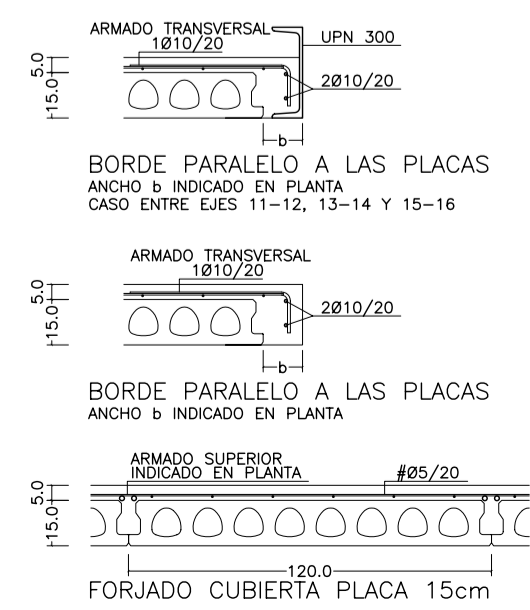 ARMADO TRANSVERSAL
1Ø10/20
UPN 300
2Ø10/20
5.0
15.0
b
BORDE PARALELO A LAS PLACAS
ANCHO b INDICADO EN PLANTA
CASO ENTRE EJES 11-12, 13-14 Y 15-16
ARMADO TRANSVERSAL
1Ø10/20
2Ø10/20
5.0
15.0
b
BORDE PARALELO A LAS PLACAS
ANCHO b INDICADO EN PLANTA
ARMADO SUPERIOR
INDICADO EN PLANTA
#Ø5/20
5.0
15.0
120.0
FORJADO CUBIERTA PLACA 15cm